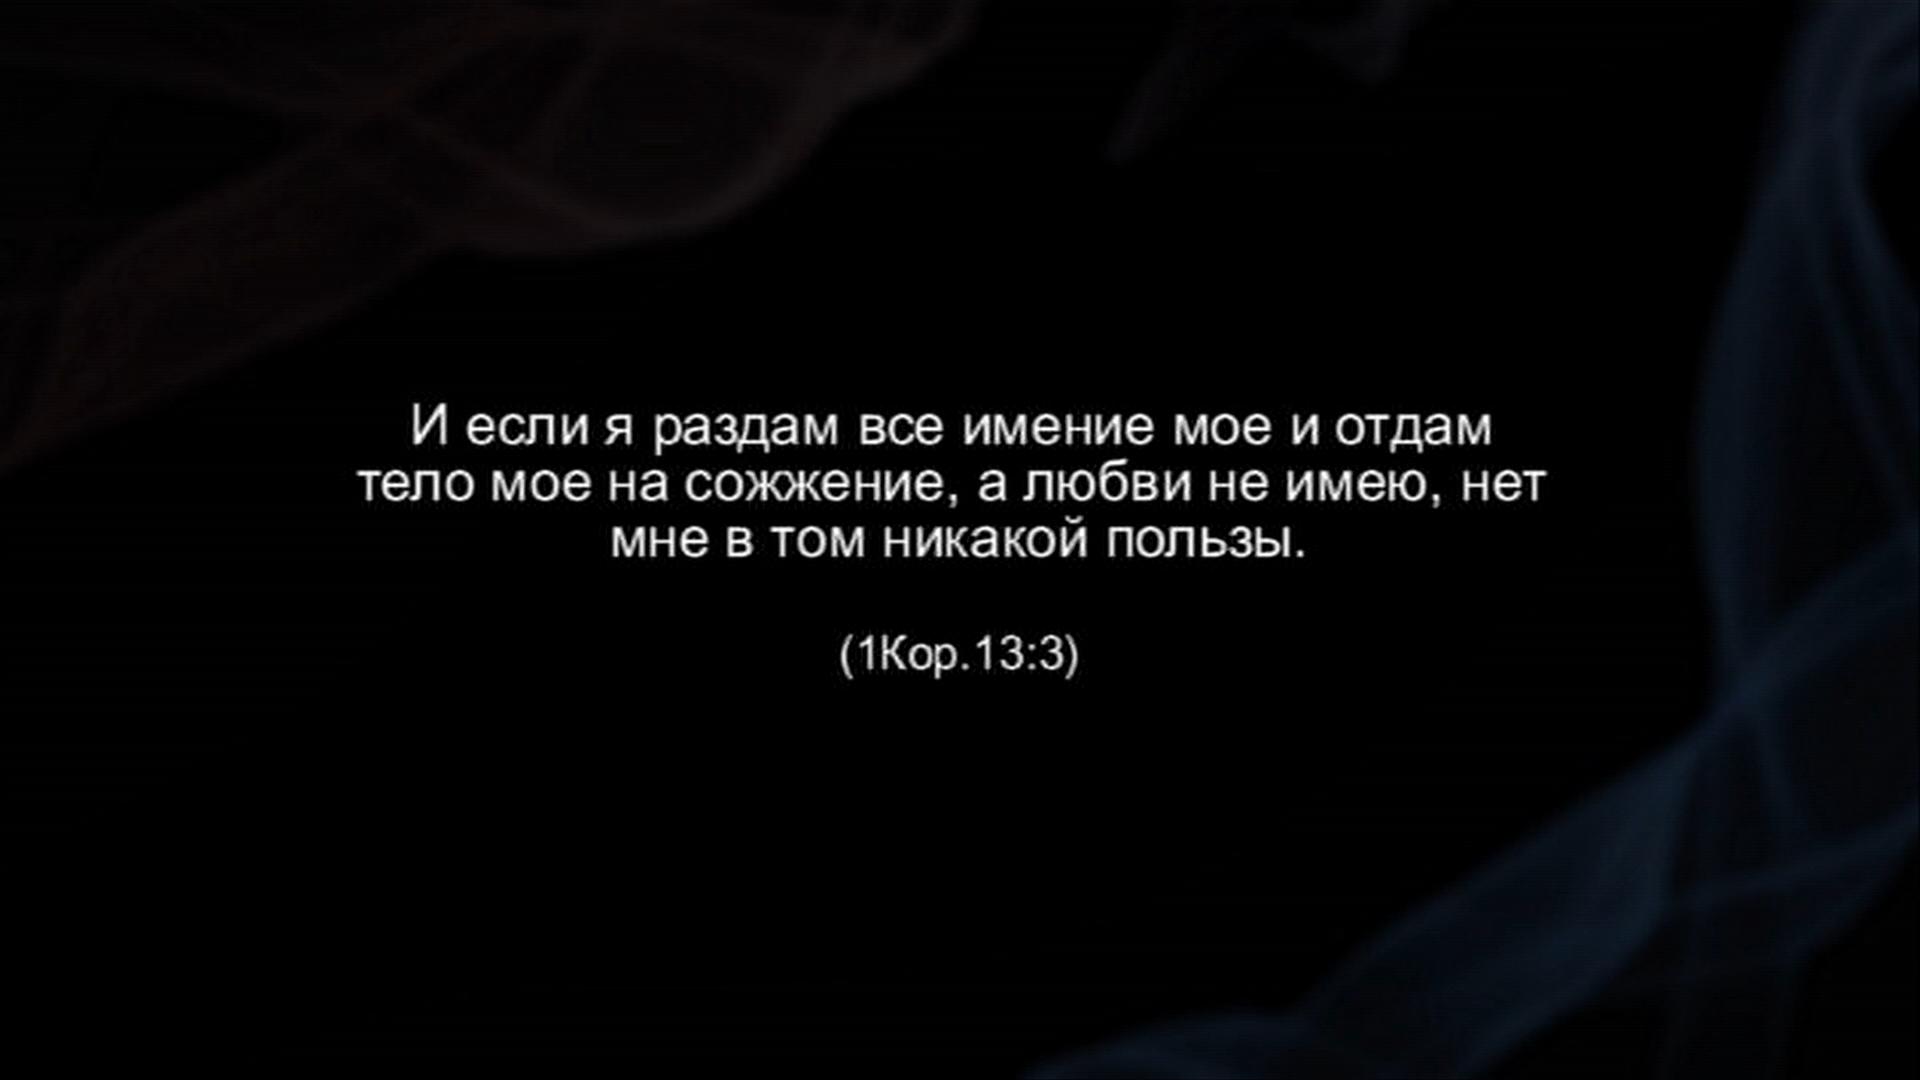 И если я раздам все имение мое и отдам
тело мое на сожжение, а любви не имею, нет
мне в том никакой пользы.
(1Кор.13:3)